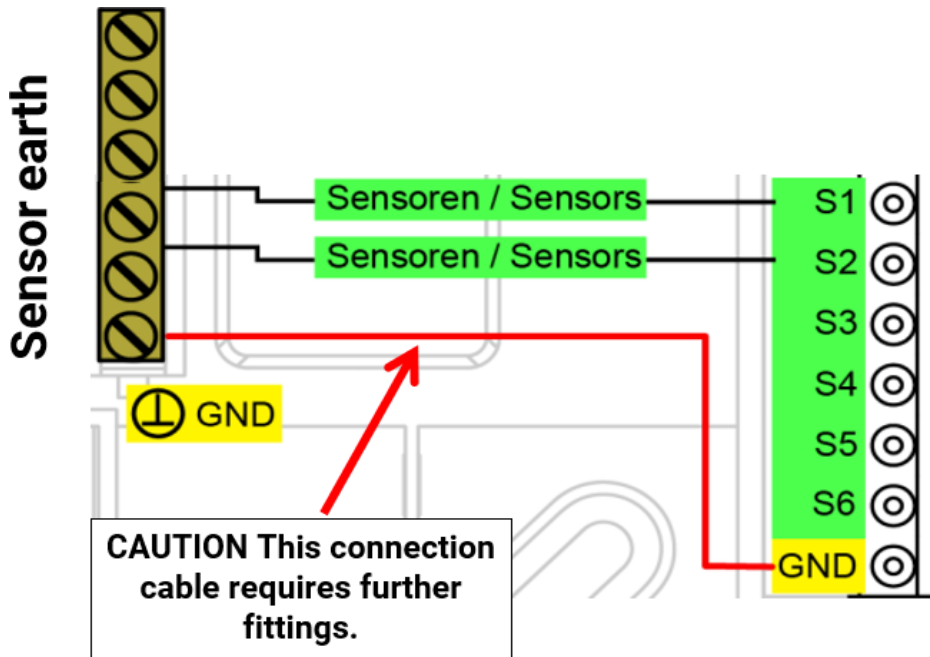 Sensor earth
Sensoren / Sensors
S1
Sensoren / Sensors
S2
S3
S4
S5
S6
GND
GND
CAUTION This connection
cable requires further
fittings.